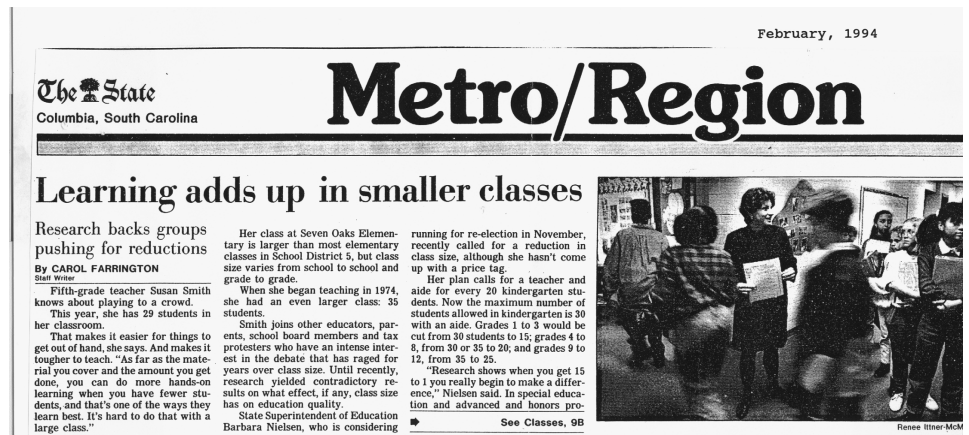 February, 1994
The State
Columbia, South Carolina
Metro/Region
Learning adds up in smaller classes
Research backs groups
pushing for reductions
By CAROL FARRINGTON
Staff Writer
Fifth-grade teacher Susan Smith
knows about playing to a crowd.
This year, she has 29 students in
her classroom.
That makes it easier for things to
get out of hand, she says. And makes it
tougher to teach. “As far as the mate-
rial you cover and the amount you get
done, you can do more hands-on
learning when you have fewer stu-
dents, and that’s one of the ways they
learn best. It’s hard to do that with a
large class.”
Her class at Seven Oaks Elemen-
tary is larger than most elementary
classes in School District 5, but class
size varies from school to school and
grade to grade.
When she began teaching in 1974,
she had an even larger class: 35
students.
Smith joins other educators, par-
ents, school board members and tax
protesters who have an intense inter-
est in the debate that has raged for
years over class size. Until recently,
research yielded contradictory re-
sults on what effect, if any, class size
has on education quality.
State Superintendent of Education
Barbara Nielsen, who is considering
running for re-election in November,
recently called for a reduction in
class size, although she hasn’t come
up with a price tag.
Her plan calls for a teacher and
aide for every 20 kindergarten stu-
dents. Now the maximum number of
students allowed in kindergarten is 30
with an aide. Grades 1 to 3 would be
cut from 30 students to 15; grades 4 to
8, from 30 or 35 to 20; and grades 9 to
12, from 35 to 25.
“Research shows when you get 15
to 1 you really begin to make a differ-
ence,” Nielsen said. In special educa-
tion and advanced and honors pro-
See Classes, 9B
Renee Ittner-McM